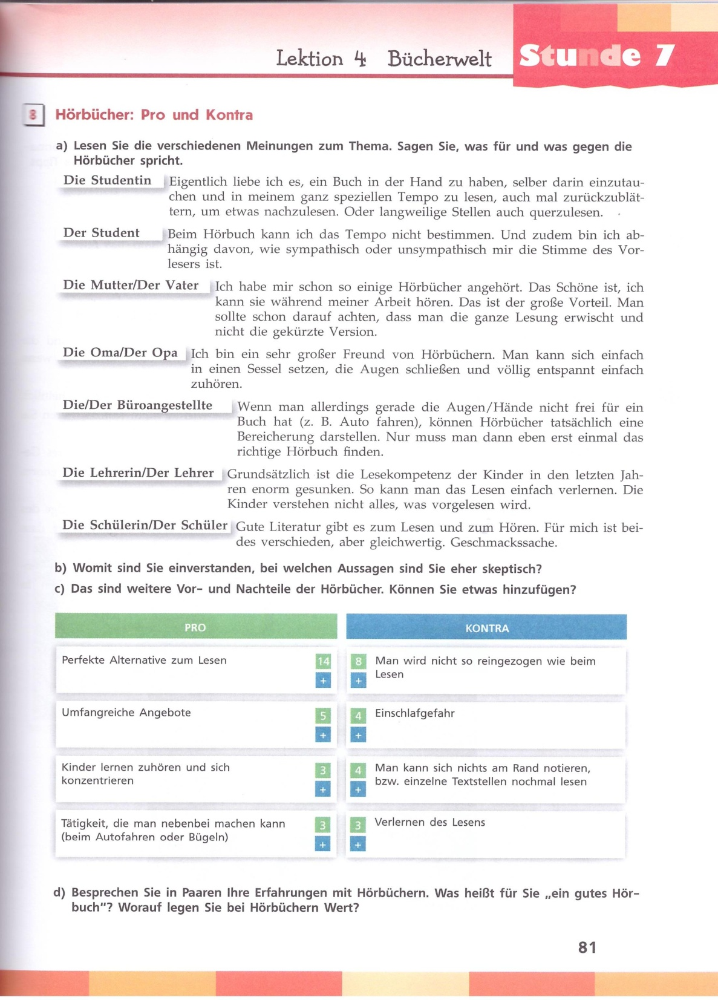 Lektion 4 Bücherwelt
Stunde 7
8 Hörbücher: Pro und Kontra
a) Lesen Sie die verschiedenen Meinungen zum Thema. Sagen Sie, was für und was gegen die
Hörbücher spricht.
Die Studentin Eigentlich liebe ich es, ein Buch in der Hand zu haben, selber darin einzutau-
chen und in meinem ganz speziellen Tempo zu lesen, auch mal zurückzublät-
tern, um etwas nachzulesen. Oder langweilige Stellen auch querzulesen.
Der Student Beim Hörbuch kann ich das Tempo nicht bestimmen. Und zudem bin ich ab-
hängig davon, wie sympathisch oder unsympathisch mir die Stimme des Vor-
lesers ist.
Die Mutter/Der Vater Ich habe mir schon so einige Hörbücher angehört. Das Schöne ist, ich
kann sie während meiner Arbeit hören. Das ist der große Vorteil. Man
sollte schon darauf achten, dass man die ganze Lesung erwischt und
nicht die gekürzte Version.
Die Oma/Der Opa Ich bin ein sehr großer Freund von Hörbüchern. Man kann sich einfach
in einen Sessel setzen, die Augen schließen und völlig entspannt einfach
zuhören.
Die/Der Büroangestellte Wenn man allerdings gerade die Augen/Hände nicht frei für ein
Buch hat (z. B. Auto fahren), können Hörbücher tatsächlich eine
Bereicherung darstellen. Nur muss man dann eben erst einmal das
richtige Hörbuch finden.
Die Lehrerin/Der Lehrer Grundsätzlich ist die Lesekompetenz der Kinder in den letzten Jah-
ren enorm gesunken. So kann man das Lesen einfach verlernen. Die
Kinder verstehen nicht alles, was vorgelesen wird.
Die Schülerin/Der Schüler Gute Literatur gibt es zum Lesen und zum Hören. Für mich ist bei-
des verschieden, aber gleichwertig. Geschmackssache.
b) Womit sind Sie einverstanden, bei welchen Aussagen sind Sie eher skeptisch?
c) Das sind weitere Vor- und Nachteile der Hörbücher. Können Sie etwas hinzufügen?
PRO
KONTRA
Perfekte Alternative zum Lesen 14
+
8 Man wird nicht so reingezogen wie beim
+ Lesen
Umfangreiche Angebote 5
+
4 Einschlafgefahr
+
Kinder lernen zuhören und sich 3
konzentrieren +
4 Man kann sich nichts am Rand notieren,
+ bzw. einzelne Textstellen nochmal lesen
Tätigkeit, die man nebenbei machen kann 3
(beim Autofahren oder Bügeln) +
3 Verlernen des Lesens
+
d) Besprechen Sie in Paaren Ihre Erfahrungen mit Hörbüchern. Was heißt für Sie „ein gutes Hör-
buch“? Worauf legen Sie bei Hörbüchern Wert?
81